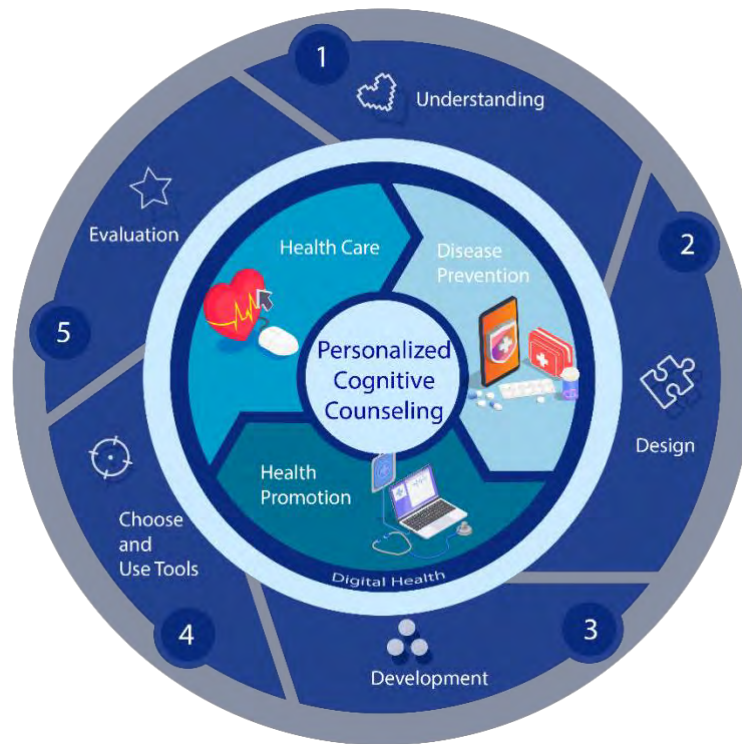 1
Understanding
2
Design
3
Development
4
Choose
and
Use Tools
5
Evaluation
Health Care
Disease
Prevention
Health
Promotion
Personalized
Cognitive
Counseling
Digital Health